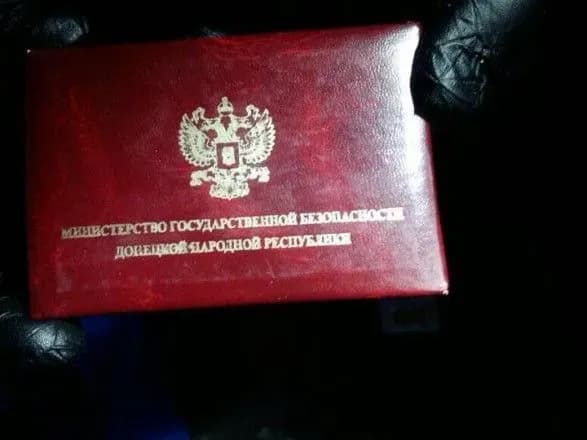 МИНИСТЕРСТВО ГОСУДАРСТВЕННОЙ БЕЗОПАСНОСТИ
ДОНЕЦКОЙ НАРОДНОЙ РЕСПУБЛИКИ